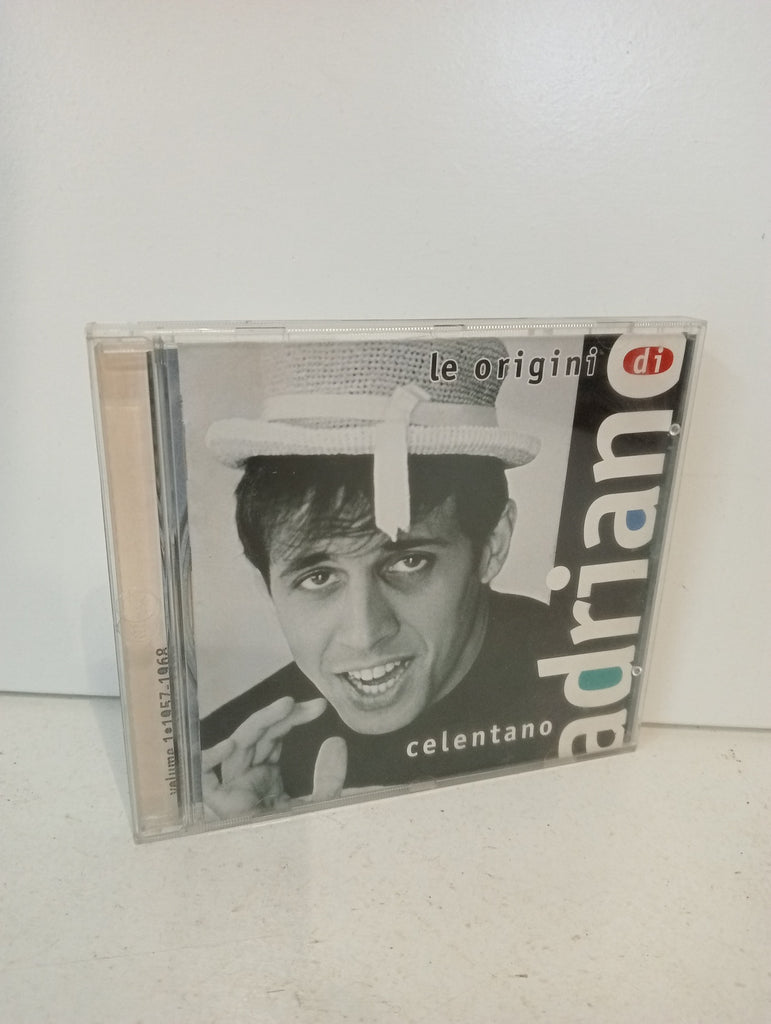 le origini di
adriano
celentano
volume 1•1957-1968